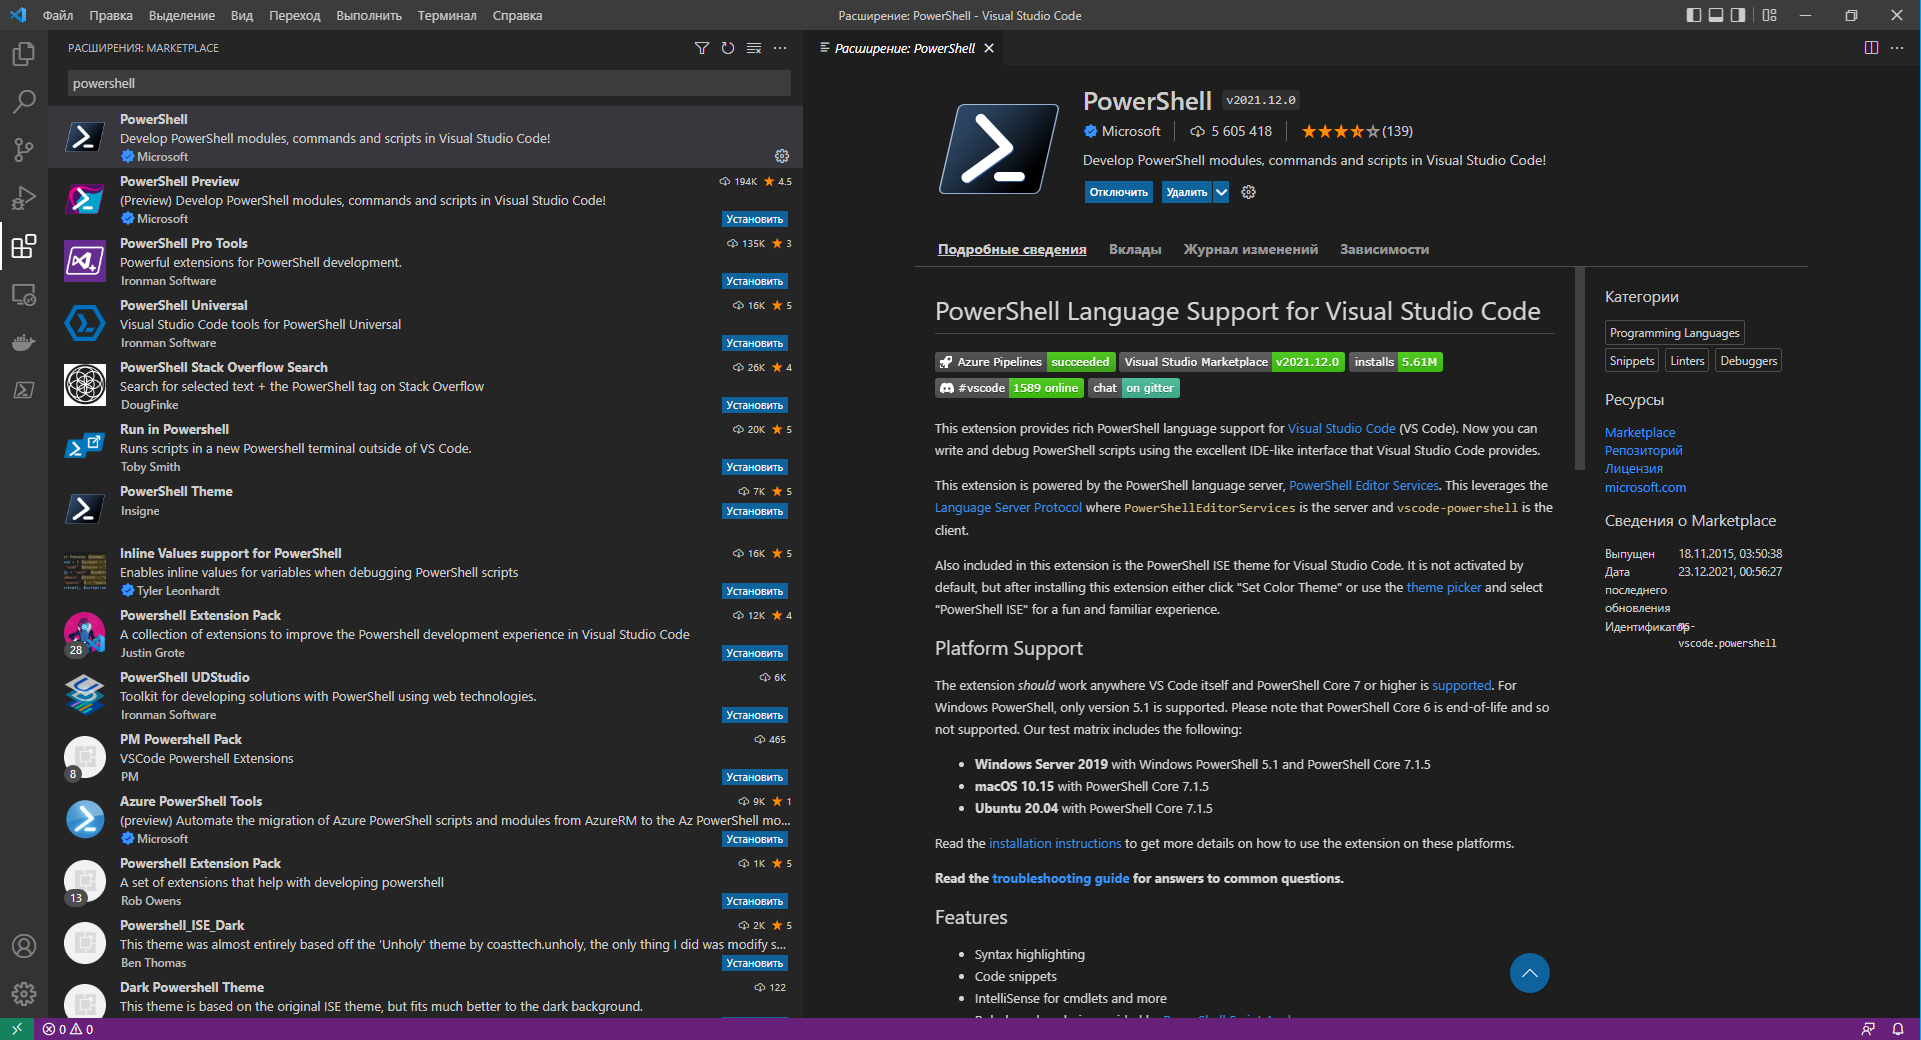 Файл Правка Выделение Вид Переход Выполнить Терминал Справка
Расширение: PowerShell - Visual Studio Code
РАСШИРЕНИЯ: MARKETPLACE
powershell
PowerShell
Develop PowerShell modules, commands and scripts in Visual Studio Code!
Microsoft
PowerShell Preview 194K 4.5
(Preview) Develop PowerShell modules, commands and scripts in Visual Studio Code!
Microsoft Установить
PowerShell Pro Tools 135K 3
Powerful extensions for PowerShell development.
Ironman Software Установить
PowerShell Universal 16K 5
Visual Studio Code tools for PowerShell Universal
Ironman Software Установить
PowerShell Stack Overflow Search 26K 4
Search for selected text + the PowerShell tag on Stack Overflow
DougFinke Установить
Run in Powershell 20K 5
Runs scripts in a new Powershell terminal outside of VS Code.
Toby Smith Установить
PowerShell Theme 7K 5
Insigne Установить
Inline Values support for PowerShell 16K 5
Enables inline values for variables when debugging PowerShell scripts
Tyler Leonhardt Установить
Powershell Extension Pack 12K 4
A collection of extensions to improve the Powershell development experience in Visual Studio Code
28 Justin Grote Установить
PowerShell UDStudio 6K
Toolkit for developing solutions with PowerShell using web technologies.
Ironman Software Установить
PM Powershell Pack 465
VSCode Powershell Extensions
8 PM Установить
Azure PowerShell Tools 9K 1
(preview) Automate the migration of Azure PowerShell scripts and modules from AzureRM to the Az PowerShell mo...
Microsoft Установить
Powershell Extension Pack 1K 5
A set of extensions that help with developing powershell
13 Rob Owens Установить
Powershell_ISE_Dark 2K 5
This theme was almost entirely based off the 'Unholy' theme by coasttech.unholy, the only thing I did was modify s...
Ben Thomas Установить
Dark Powershell Theme 122
This theme is based on the original ISE theme, but fits much better to the dark background.
Расширение: PowerShell
PowerShell v2021.12.0
Microsoft 5 605 418 (139)
Develop PowerShell modules, commands and scripts in Visual Studio Code!
Отключить Удалить
Подробные сведения Вклады Журнал изменений Зависимости
PowerShell Language Support for Visual Studio Code
Azure Pipelines succeeded Visual Studio Marketplace v2021.12.0 installs 5.61M
#vscode 1589 online chat on gitter
This extension provides rich PowerShell language support for Visual Studio Code (VS Code). Now you can
write and debug PowerShell scripts using the excellent IDE-like interface that Visual Studio Code provides.
This extension is powered by the PowerShell language server, PowerShell Editor Services. This leverages the
Language Server Protocol where PowerShellEditorServices is the server and vscode-powershell is the
client.
Also included in this extension is the PowerShell ISE theme for Visual Studio Code. It is not activated by
default, but after installing this extension either click "Set Color Theme" or use the theme picker and select
"PowerShell ISE" for a fun and familiar experience.
Platform Support
The extension should work anywhere VS Code itself and PowerShell Core 7 or higher is supported. For
Windows PowerShell, only version 5.1 is supported. Please note that PowerShell Core 6 is end-of-life and so
not supported. Our test matrix includes the following:
• Windows Server 2019 with Windows PowerShell 5.1 and PowerShell Core 7.1.5
• macOS 10.15 with PowerShell Core 7.1.5
• Ubuntu 20.04 with PowerShell Core 7.1.5
Read the installation instructions to get more details on how to use the extension on these platforms.
Read the troubleshooting guide for answers to common questions.
Features
• Syntax highlighting
• Code snippets
• IntelliSense for cmdlets and more
Категории
Programming Languages
Snippets Linters Debuggers
Ресурсы
Marketplace
Репозиторий
Лицензия
microsoft.com
Сведения о Marketplace
Выпущен 18.11.2015, 03:50:38
Дата 23.12.2021, 00:56:27
последнего
обновления
Идентификатор ms-
vscode.powershell
0 0